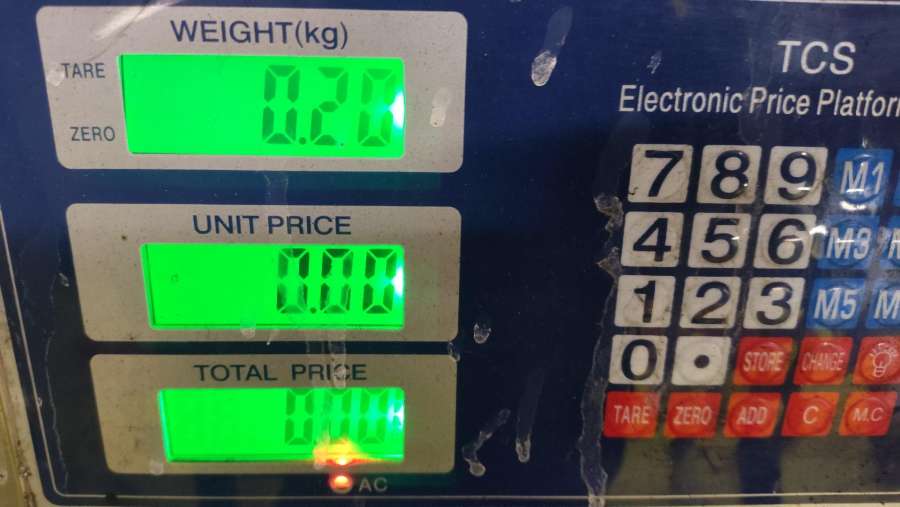 WEIGHT(kg)
TARE
0.20
ZERO
UNIT PRICE
0.00
TOTAL PRICE
0.00
AC
TCS
Electronic Price Platfor
7 8 9 M1
4 5 6 M3
1 2 3 M5 M
0 . STORE CHANGE
TARE ZERO ADD C M.C